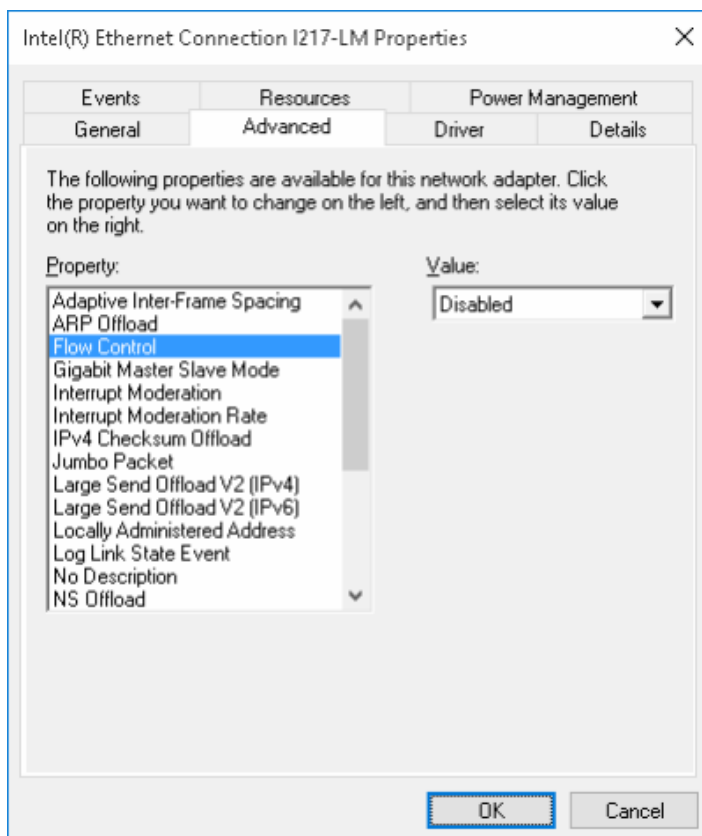 Intel(R) Ethernet Connection I217-LM Properties
Events Resources Power Management
General Advanced Driver Details
The following properties are available for this network adapter. Click
the property you want to change on the left, and then select its value
on the right.
Property: Value:
Adaptive Inter-Frame Spacing Disabled
ARP Offload
Flow Control
Gigabit Master Slave Mode
Interrupt Moderation
Interrupt Moderation Rate
IPv4 Checksum Offload
Jumbo Packet
Large Send Offload V2 (IPv4)
Large Send Offload V2 (IPv6)
Locally Administered Address
Log Link State Event
No Description
NS Offload
OK Cancel